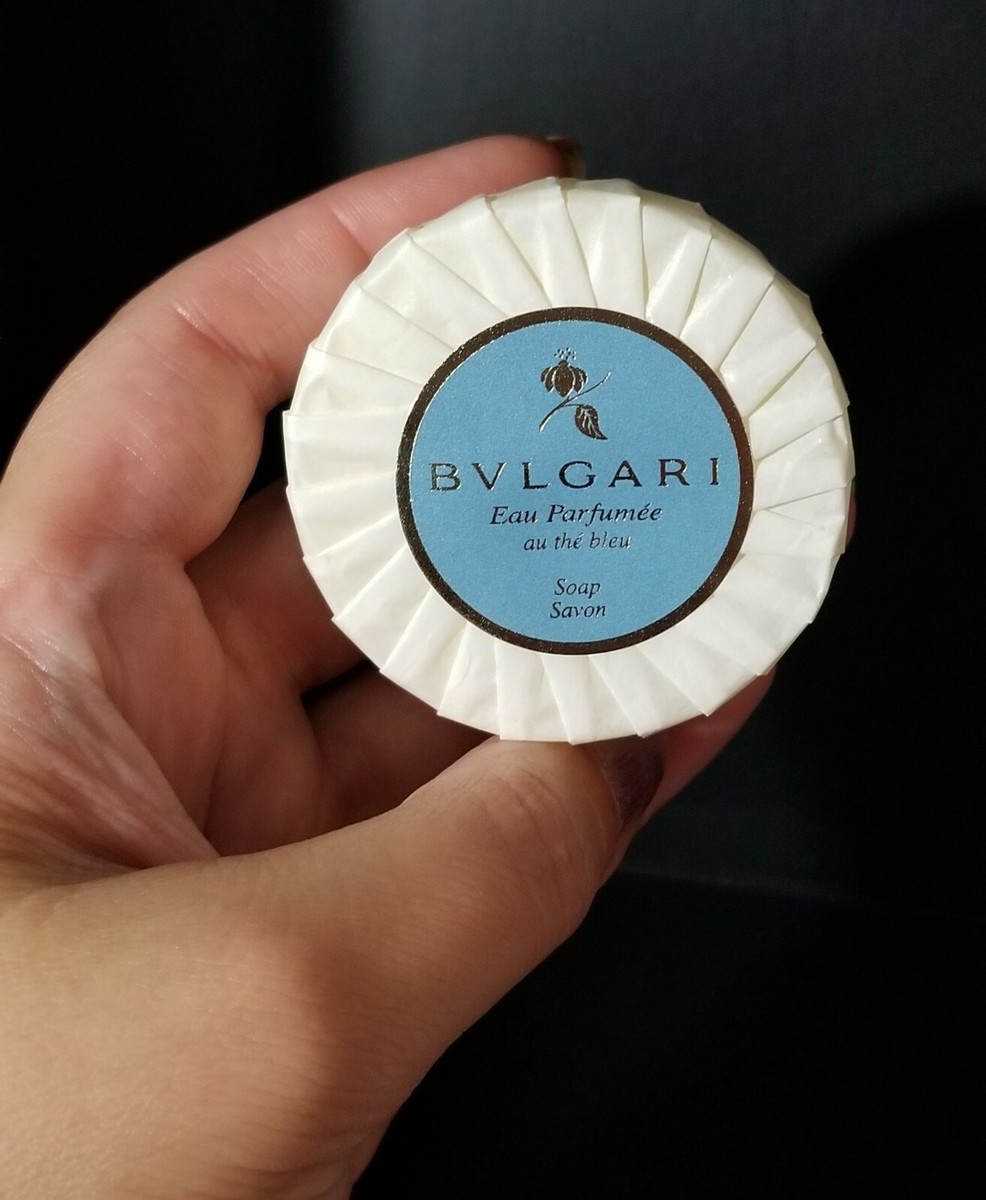 BVLGARI
Eau Parfumée
au thé bleu
Soap
Savon